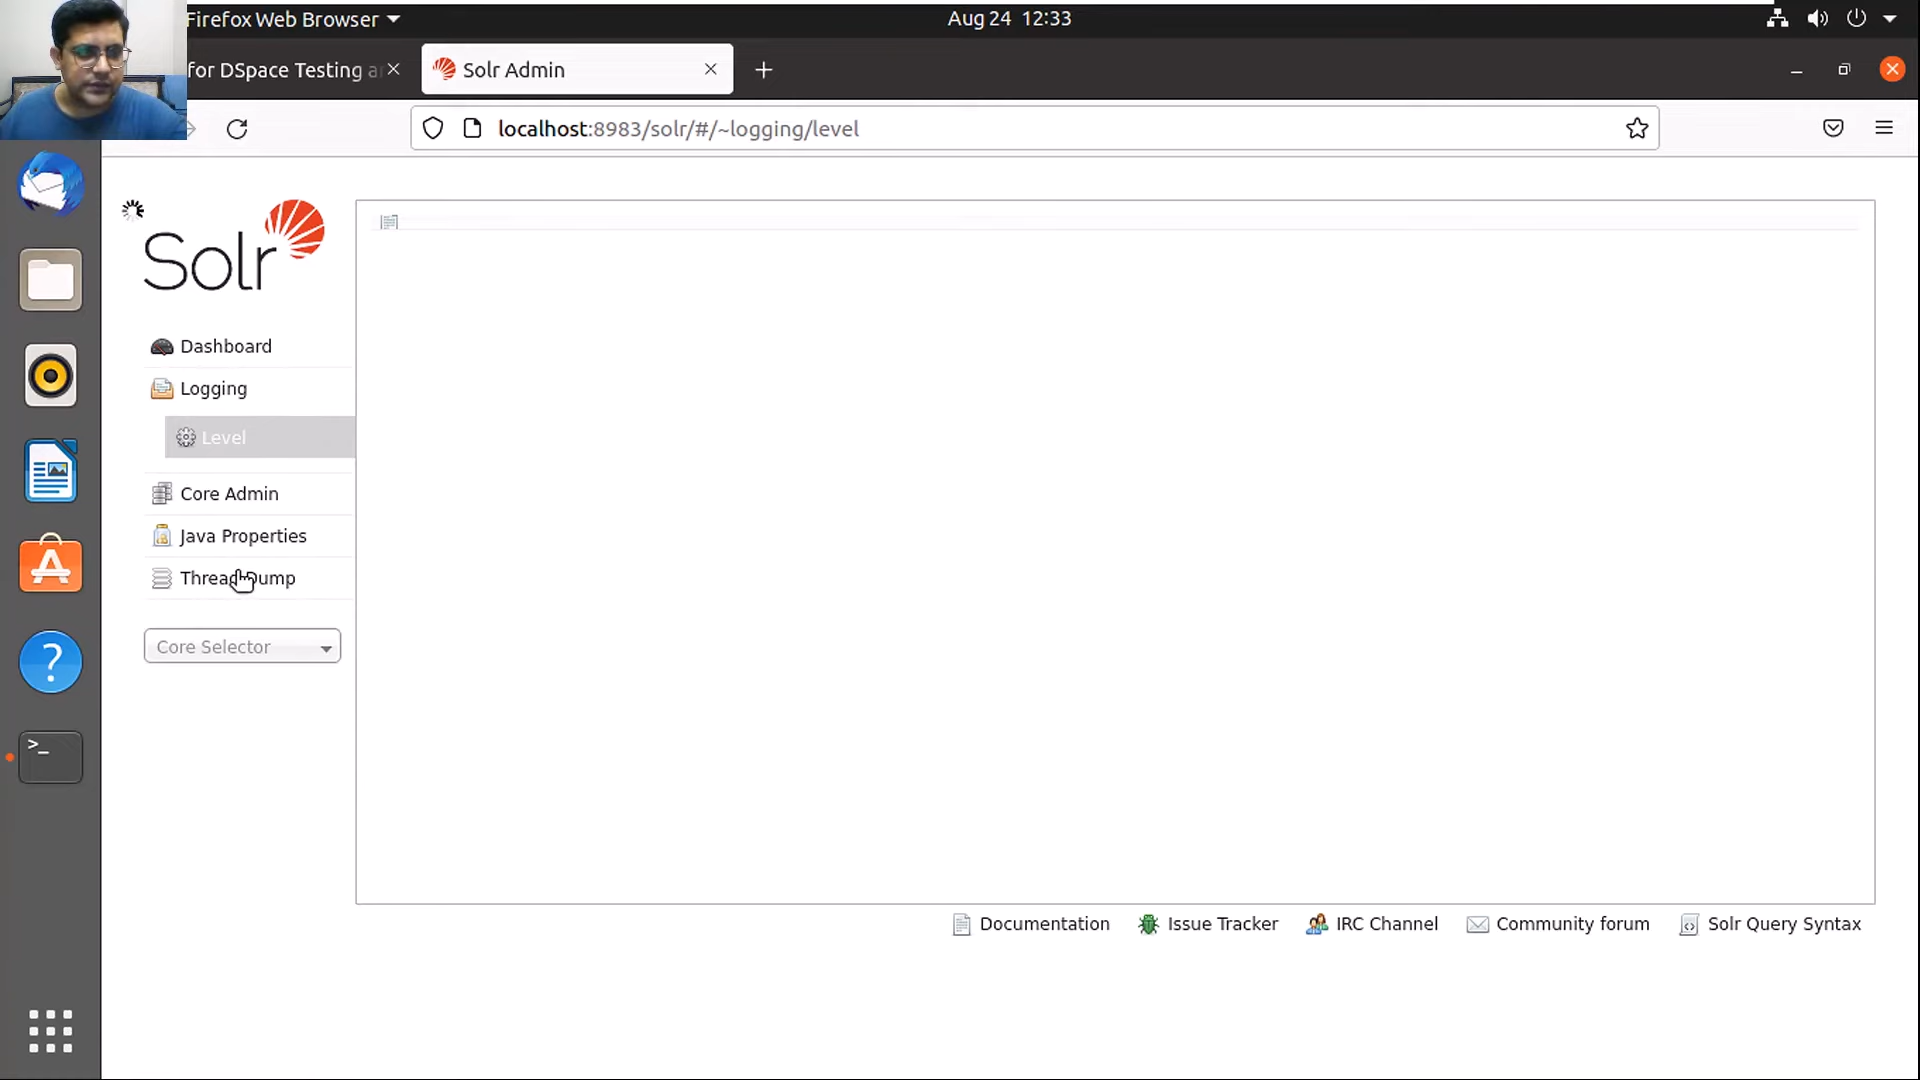 Firefox Web Browser
Aug 24 12:33
for DSpace Testing a
Solr Admin
localhost:8983/solr/#/~logging/level
Solr
Dashboard
Logging
Level
Core Admin
Java Properties
Thread Dump
Core Selector
Documentation
Issue Tracker
IRC Channel
Community forum
Solr Query Syntax